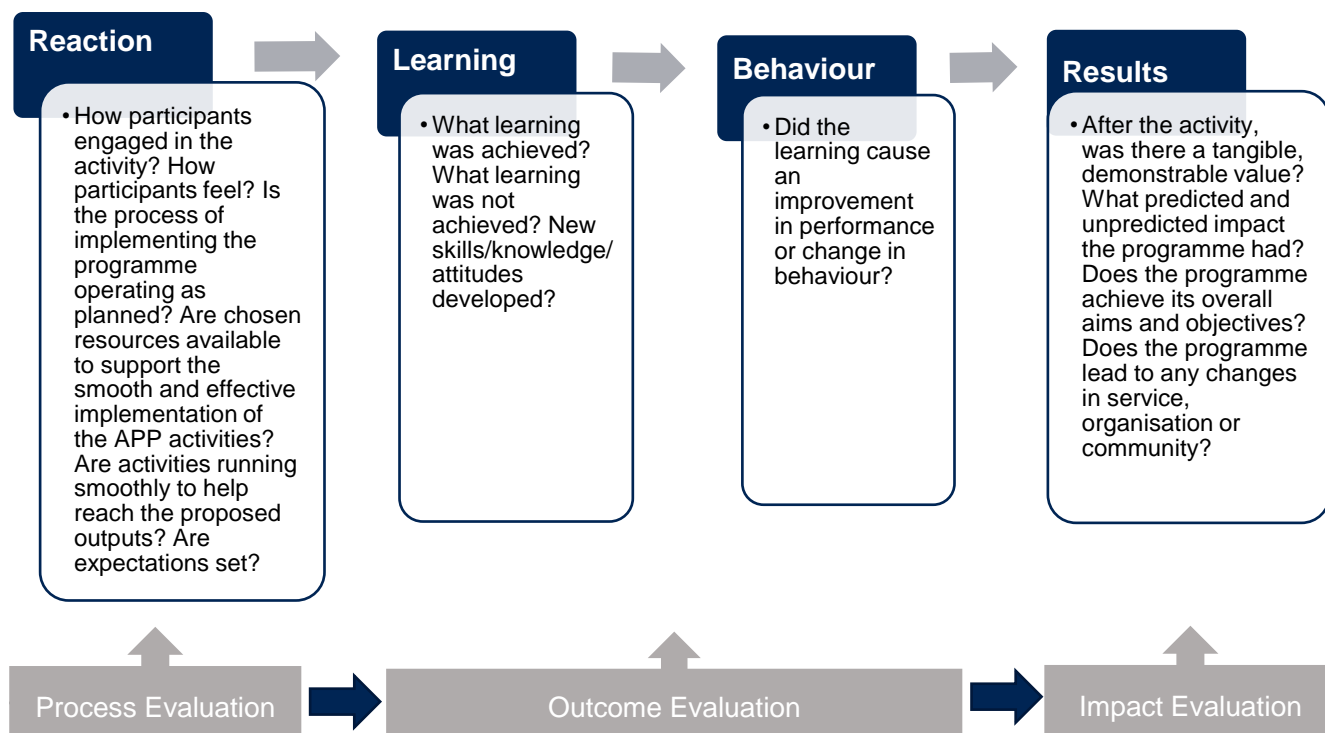 Reaction
• How participants
engaged in the
activity? How
participants feel? Is
the process of
implementing the
programme
operating as
planned? Are chosen
resources available
to support the
smooth and effective
implementation of
the APP activities?
Are activities running
smoothly to help
reach the proposed
outputs? Are
expectations set?
Learning
• What learning
was achieved?
What learning
was not
achieved? New
skills/knowledge/
attitudes
developed?
Behaviour
• Did the
learning cause
an
improvement
in performance
or change in
behaviour?
Results
• After the activity,
was there a tangible,
demonstrable value?
What predicted and
unpredicted impact
the programme had?
Does the programme
achieve its overall
aims and objectives?
Does the programme
lead to any changes
in service,
organisation or
community?
Process Evaluation
Outcome Evaluation
Impact Evaluation